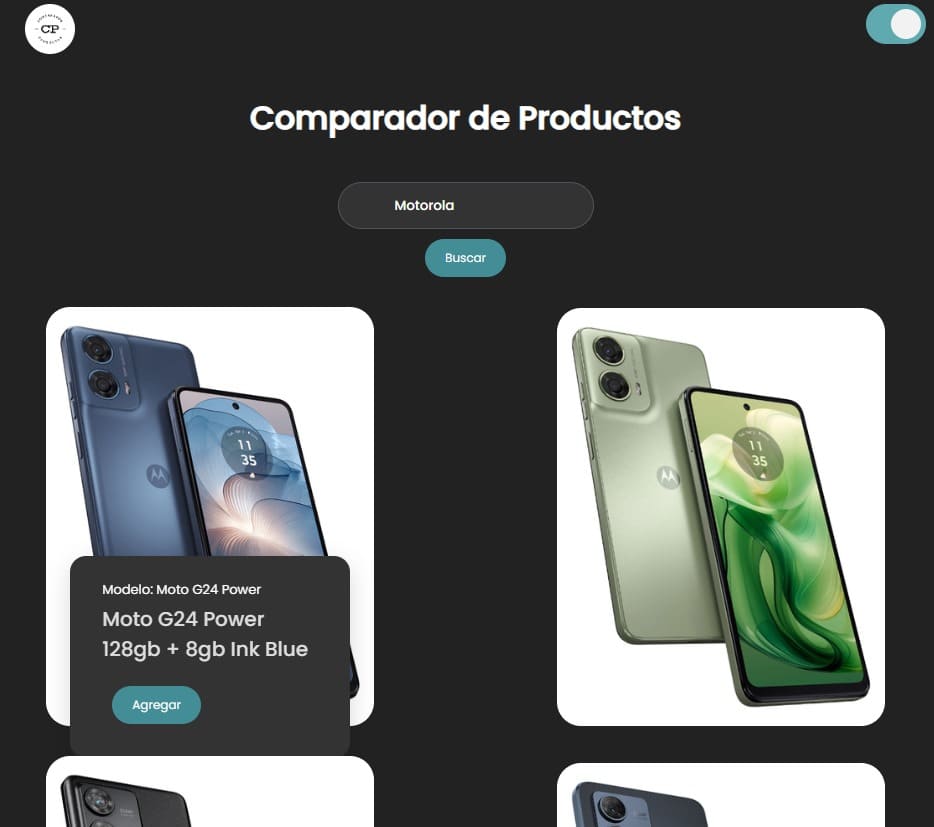 CP
Comparador de Productos
Motorola
Buscar
11
35
11
35
Modelo: Moto G24 Power
Moto G24 Power
128gb + 8gb Ink Blue
Agregar